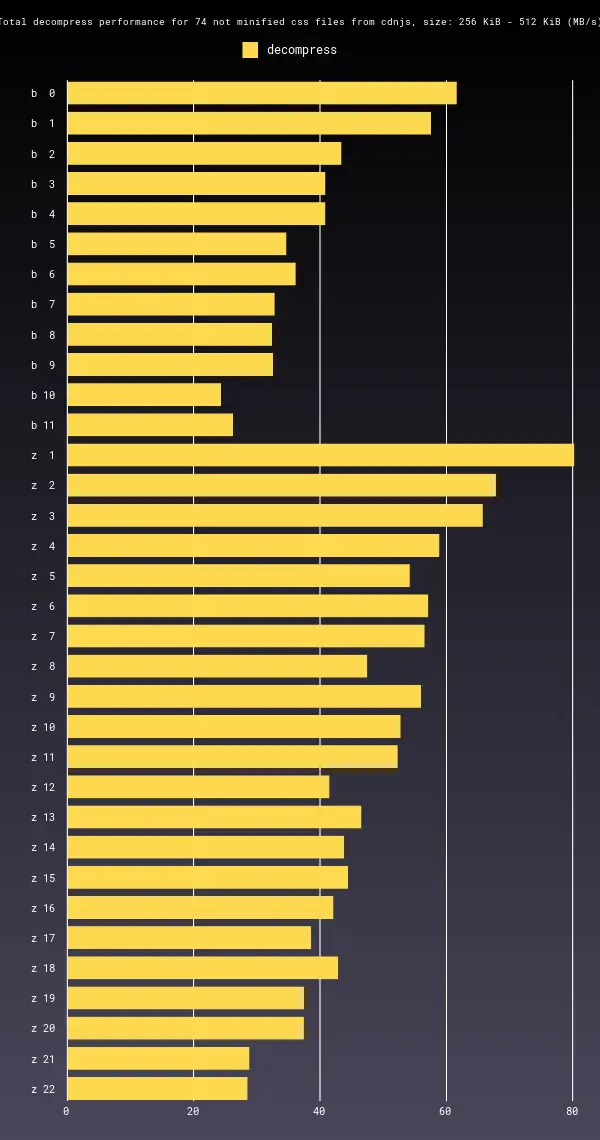 Total decompress performance for 74 not minified css files from cdnjs, size: 256 KiB - 512 KiB (MB/s)
decompress
b 0
b 1
b 2
b 3
b 4
b 5
b 6
b 7
b 8
b 9
b 10
b 11
z 1
z 2
z 3
z 4
z 5
z 6
z 7
z 8
z 9
z 10
z 11
z 12
z 13
z 14
z 15
z 16
z 17
z 18
z 19
z 20
z 21
z 22
0 20 40 60 80